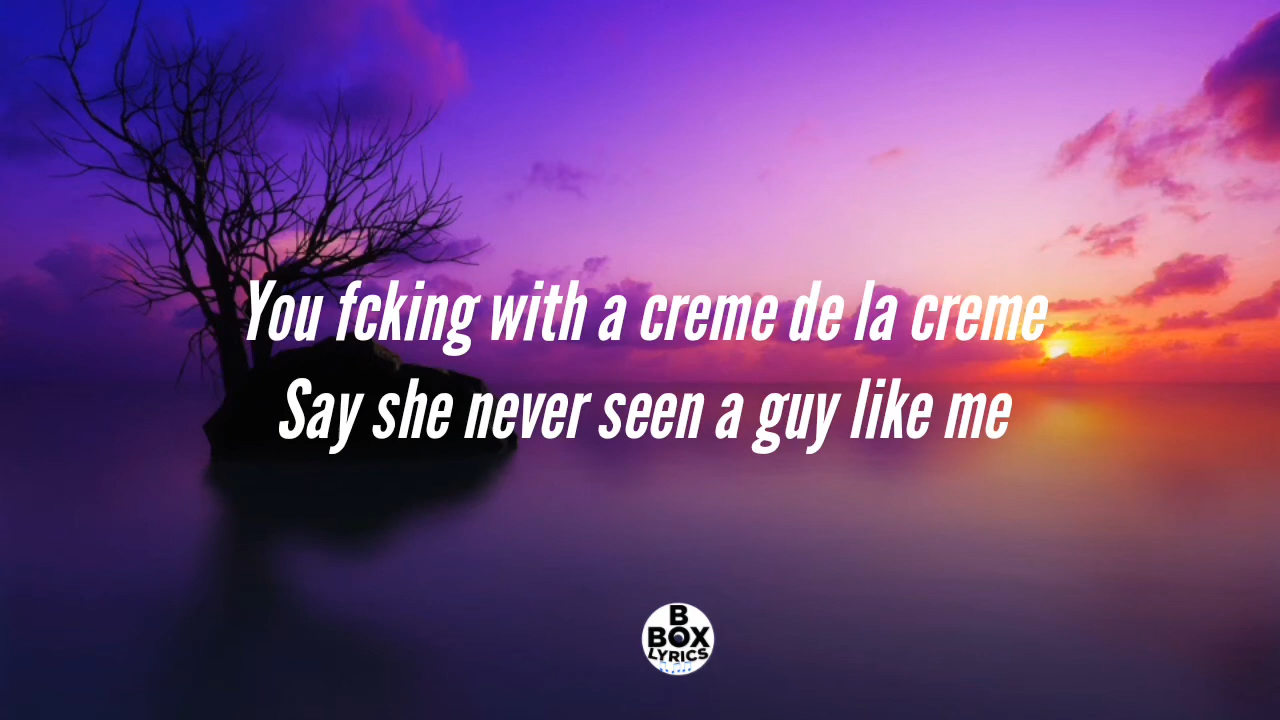 You fcking with a creme de la creme
Say she never seen a guy like me
B
BOX
LYRICS